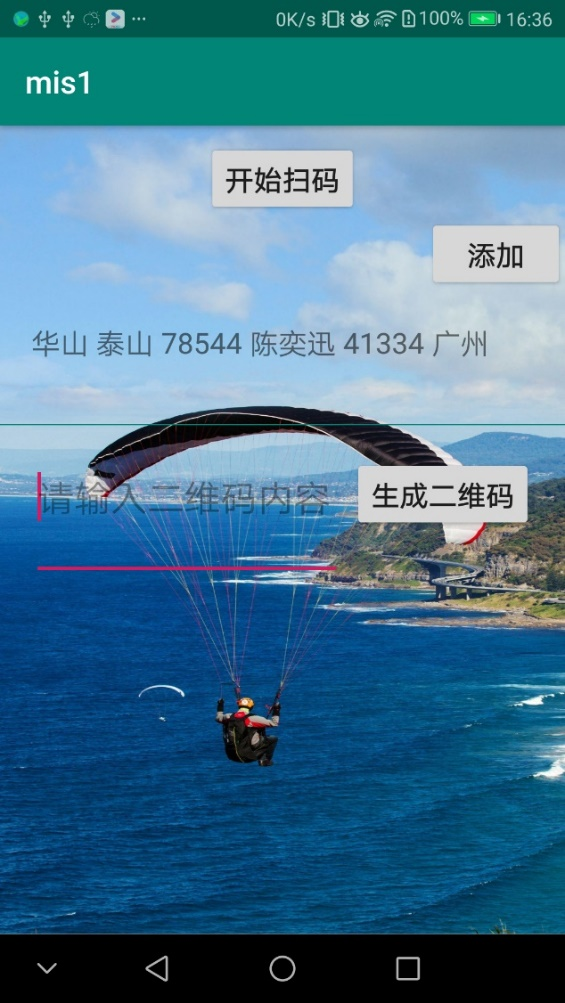 0K/s 100% 16:36
mis1
开始扫码
添加
华山 泰山 78544 陈奕迅 41334 广州
请输入二维码内容 生成二维码